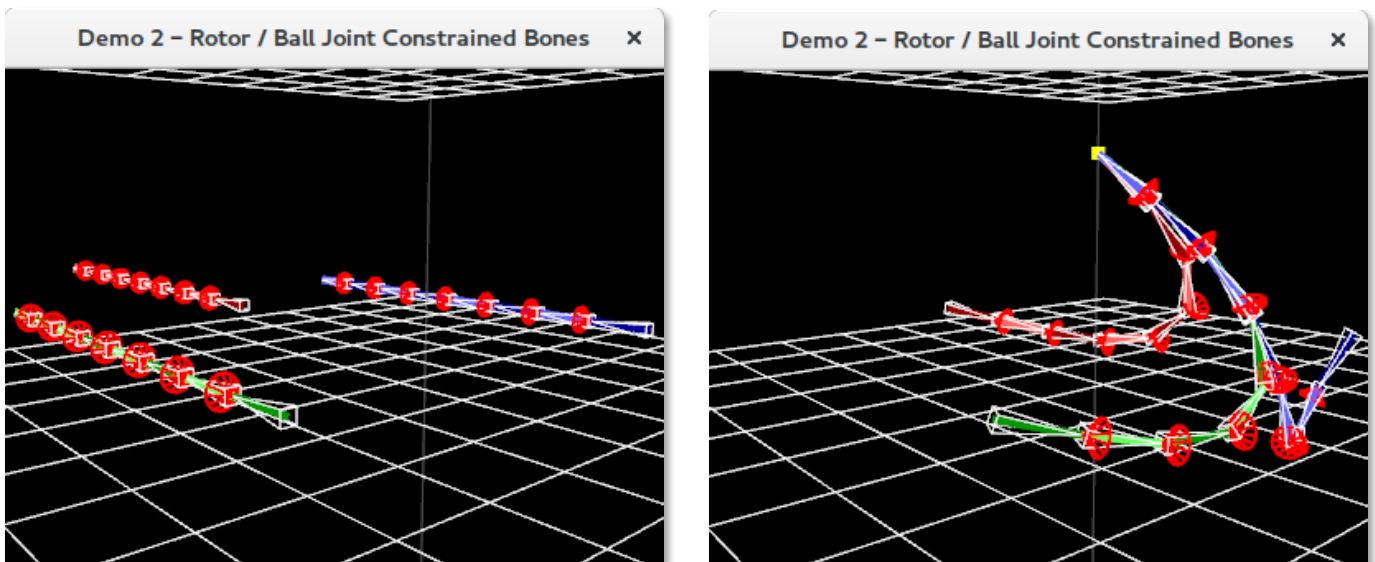 Demo 2 – Rotor / Ball Joint Constrained Bones ×
Demo 2 – Rotor / Ball Joint Constrained Bones ×